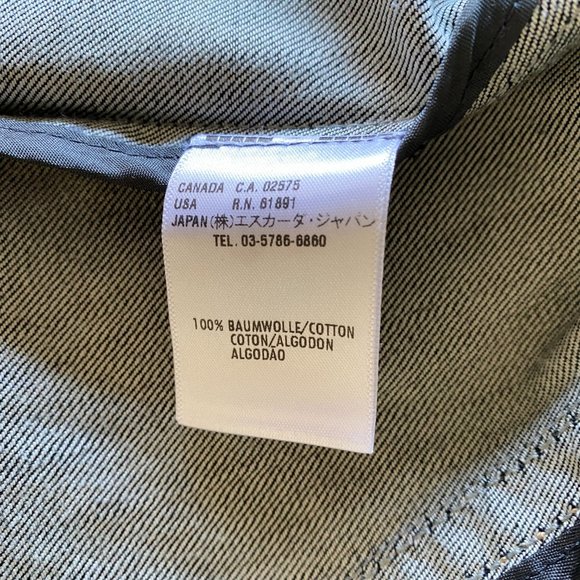 CANADA C.A. 02575
USA R.N. 61891
JAPAN(株)エスカーダ・ジャパン
TEL. 03-5786-6860
100% BAUMWOLLE/COTTON
COTON/ALGODON
ALGODAO